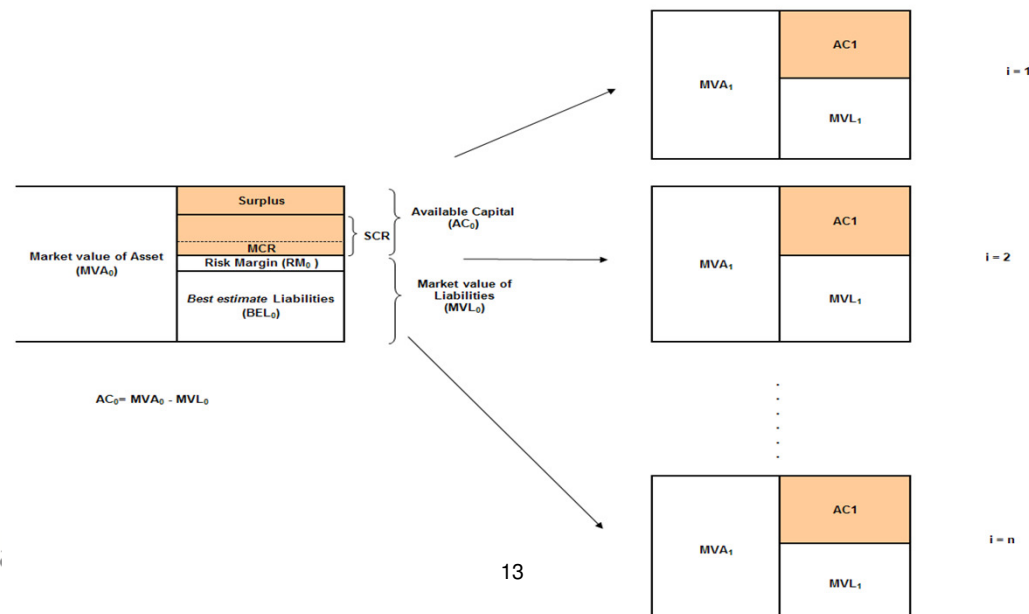 AC1
MVA₁
MVL₁
i = 1
Surplus
MCR
SCR
Available Capital
(AC₀)
Market value of Asset
(MVA₀)
Risk Margin (RM₀ )
Best estimate Liabilities
(BEL₀)
Market value of
Liabilities
(MVL₀)
AC₀= MVA₀ - MVL₀
AC1
MVA₁
MVL₁
i = 2
AC1
MVA₁
MVL₁
i = n
13